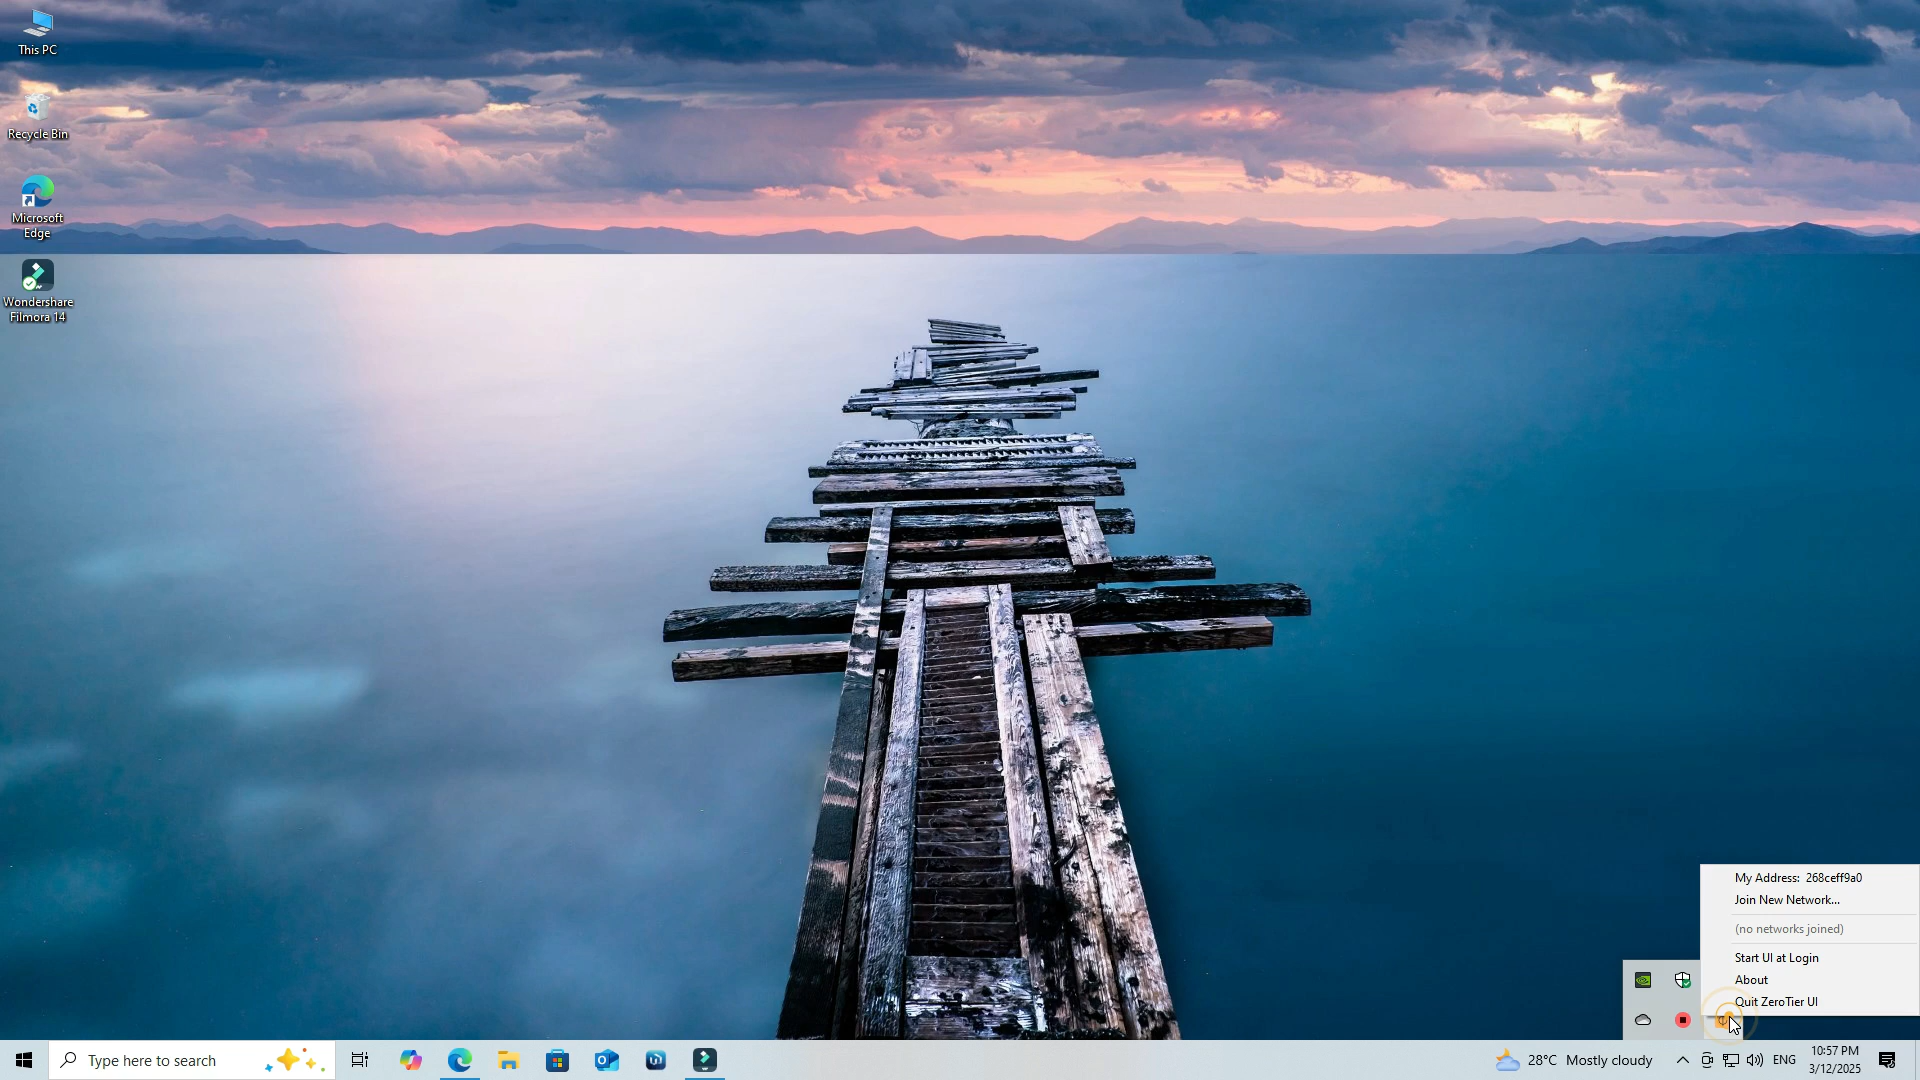 This PC
Recycle Bin
Microsoft
Edge
Wondershare
Filmora 14
My Address: 268ceff9a0
Join New Network...
(no networks joined)
Start UI at Login
About
Quit ZeroTier UI
Type here to search
28°C Mostly cloudy
ENG
10:57 PM
3/12/2025